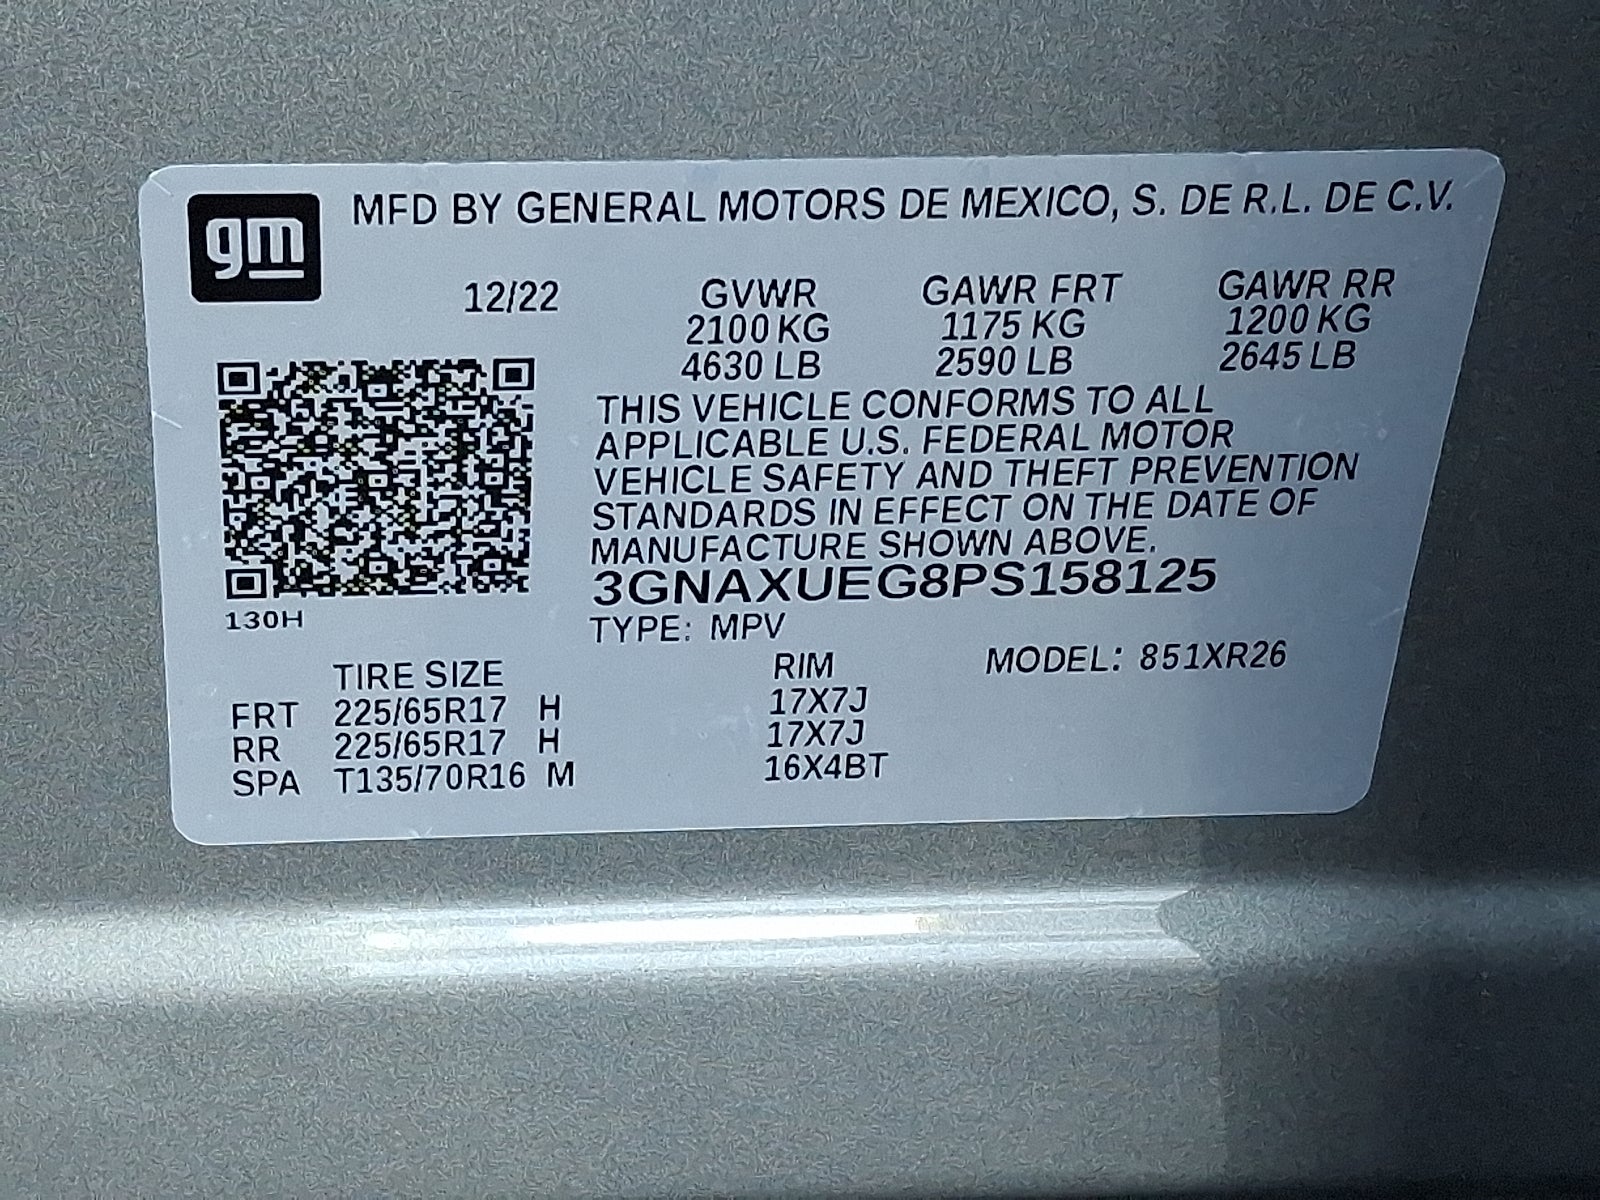 gm
MFD BY GENERAL MOTORS DE MEXICO, S. DE R.L. DE C.V.
12/22 GVWR GAWR FRT GAWR RR
2100 KG 1175 KG 1200 KG
4630 LB 2590 LB 2645 LB
THIS VEHICLE CONFORMS TO ALL
APPLICABLE U.S. FEDERAL MOTOR
VEHICLE SAFETY AND THEFT PREVENTION
STANDARDS IN EFFECT ON THE DATE OF
MANUFACTURE SHOWN ABOVE.
3GNAXUEG8PS158125
130H
TYPE: MPV
TIRE SIZE RIM MODEL: 851XR26
FRT 225/65R17 H 17X7J
RR 225/65R17 H 17X7J
SPA T135/70R16 M 16X4BT